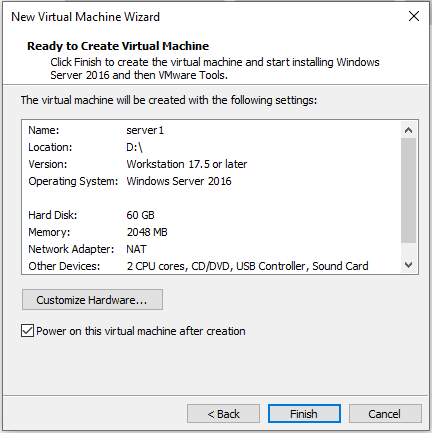 New Virtual Machine Wizard
Ready to Create Virtual Machine
Click Finish to create the virtual machine and start installing Windows
Server 2016 and then VMware Tools.
The virtual machine will be created with the following settings:
Name: server1
Location: D:\
Version: Workstation 17.5 or later
Operating System: Windows Server 2016
Hard Disk: 60 GB
Memory: 2048 MB
Network Adapter: NAT
Other Devices: 2 CPU cores, CD/DVD, USB Controller, Sound Card
Customize Hardware...
Power on this virtual machine after creation
< Back Finish Cancel